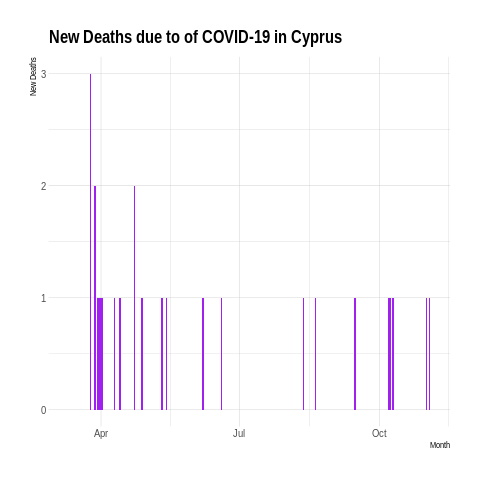 New Deaths due to of COVID-19 in Cyprus
New Deaths
3
2
1
0
Apr
Jul
Oct
Month